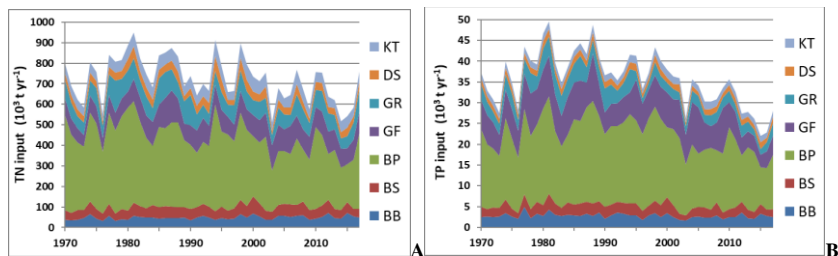 TN input (10³ t yr⁻¹)
1000
900
800
700
600
500
400
300
200
100
0
1970
1980
1990
2000
2010
KT
DS
GR
GF
BP
BS
BB
A
TP input (10³ t yr⁻¹)
50
45
40
35
30
25
20
15
10
5
0
1970
1980
1990
2000
2010
KT
DS
GR
GF
BP
BS
BB
B